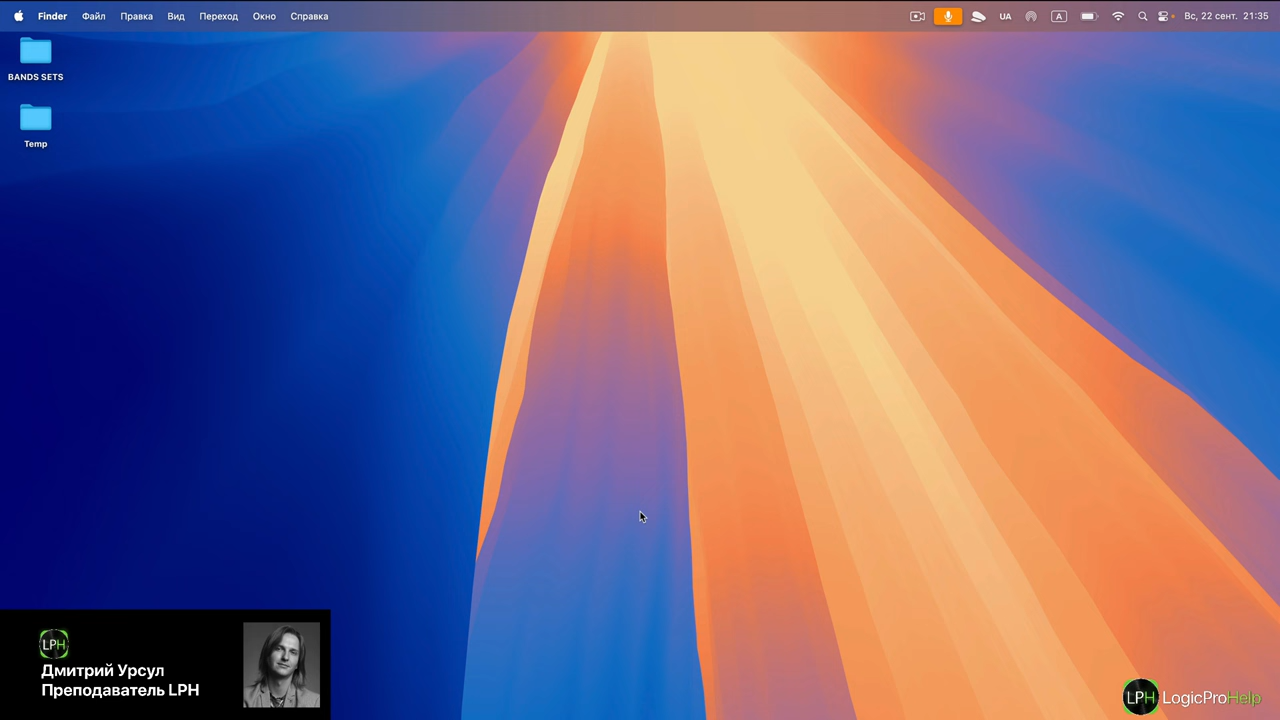 Finder Файл Правка Вид Переход Окно Справка
UA A Вс, 22 сент. 21:35
BANDS SETS
Temp
LPH
Дмитрий Урсул
Преподаватель LPH
LPH LogicProHelp